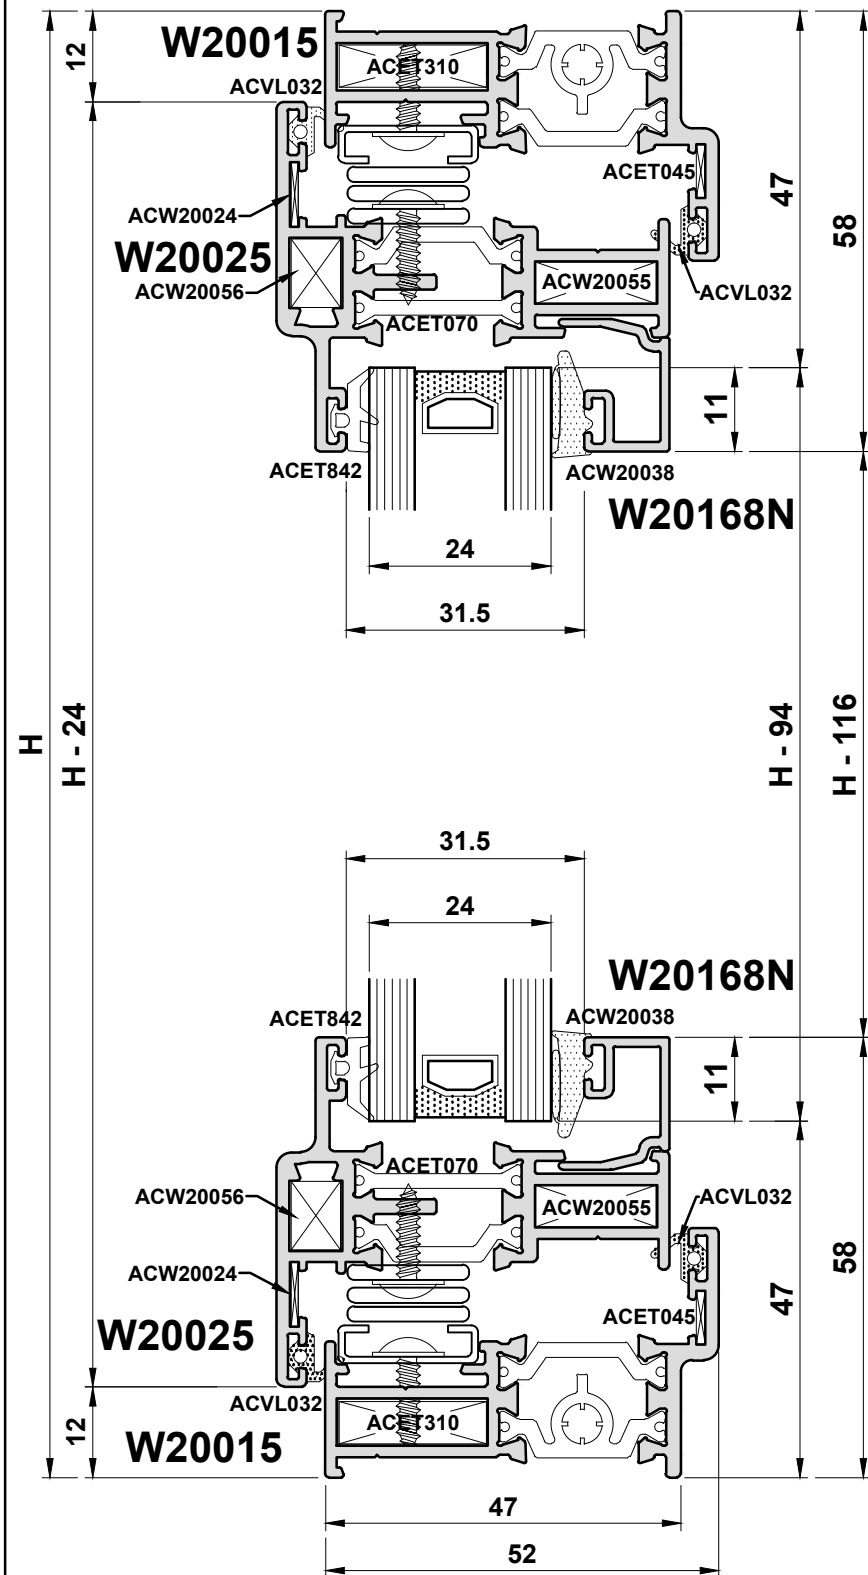 12
W20015
ACET310
ACVL032
47
58
ACET045
ACW20024
W20025
ACW20056
ACW20055
ACVL032
ACET070
11
ACET842
ACW20038
W20168N
24
31.5
H
H - 24
H - 94
H - 116
31.5
24
W20168N
ACET842
ACW20038
11
ACET070
ACW20056
ACW20055
ACVL032
ACW20024
ACET045
W20025
47
58
ACVL032
12
ACET310
W20015
47
52